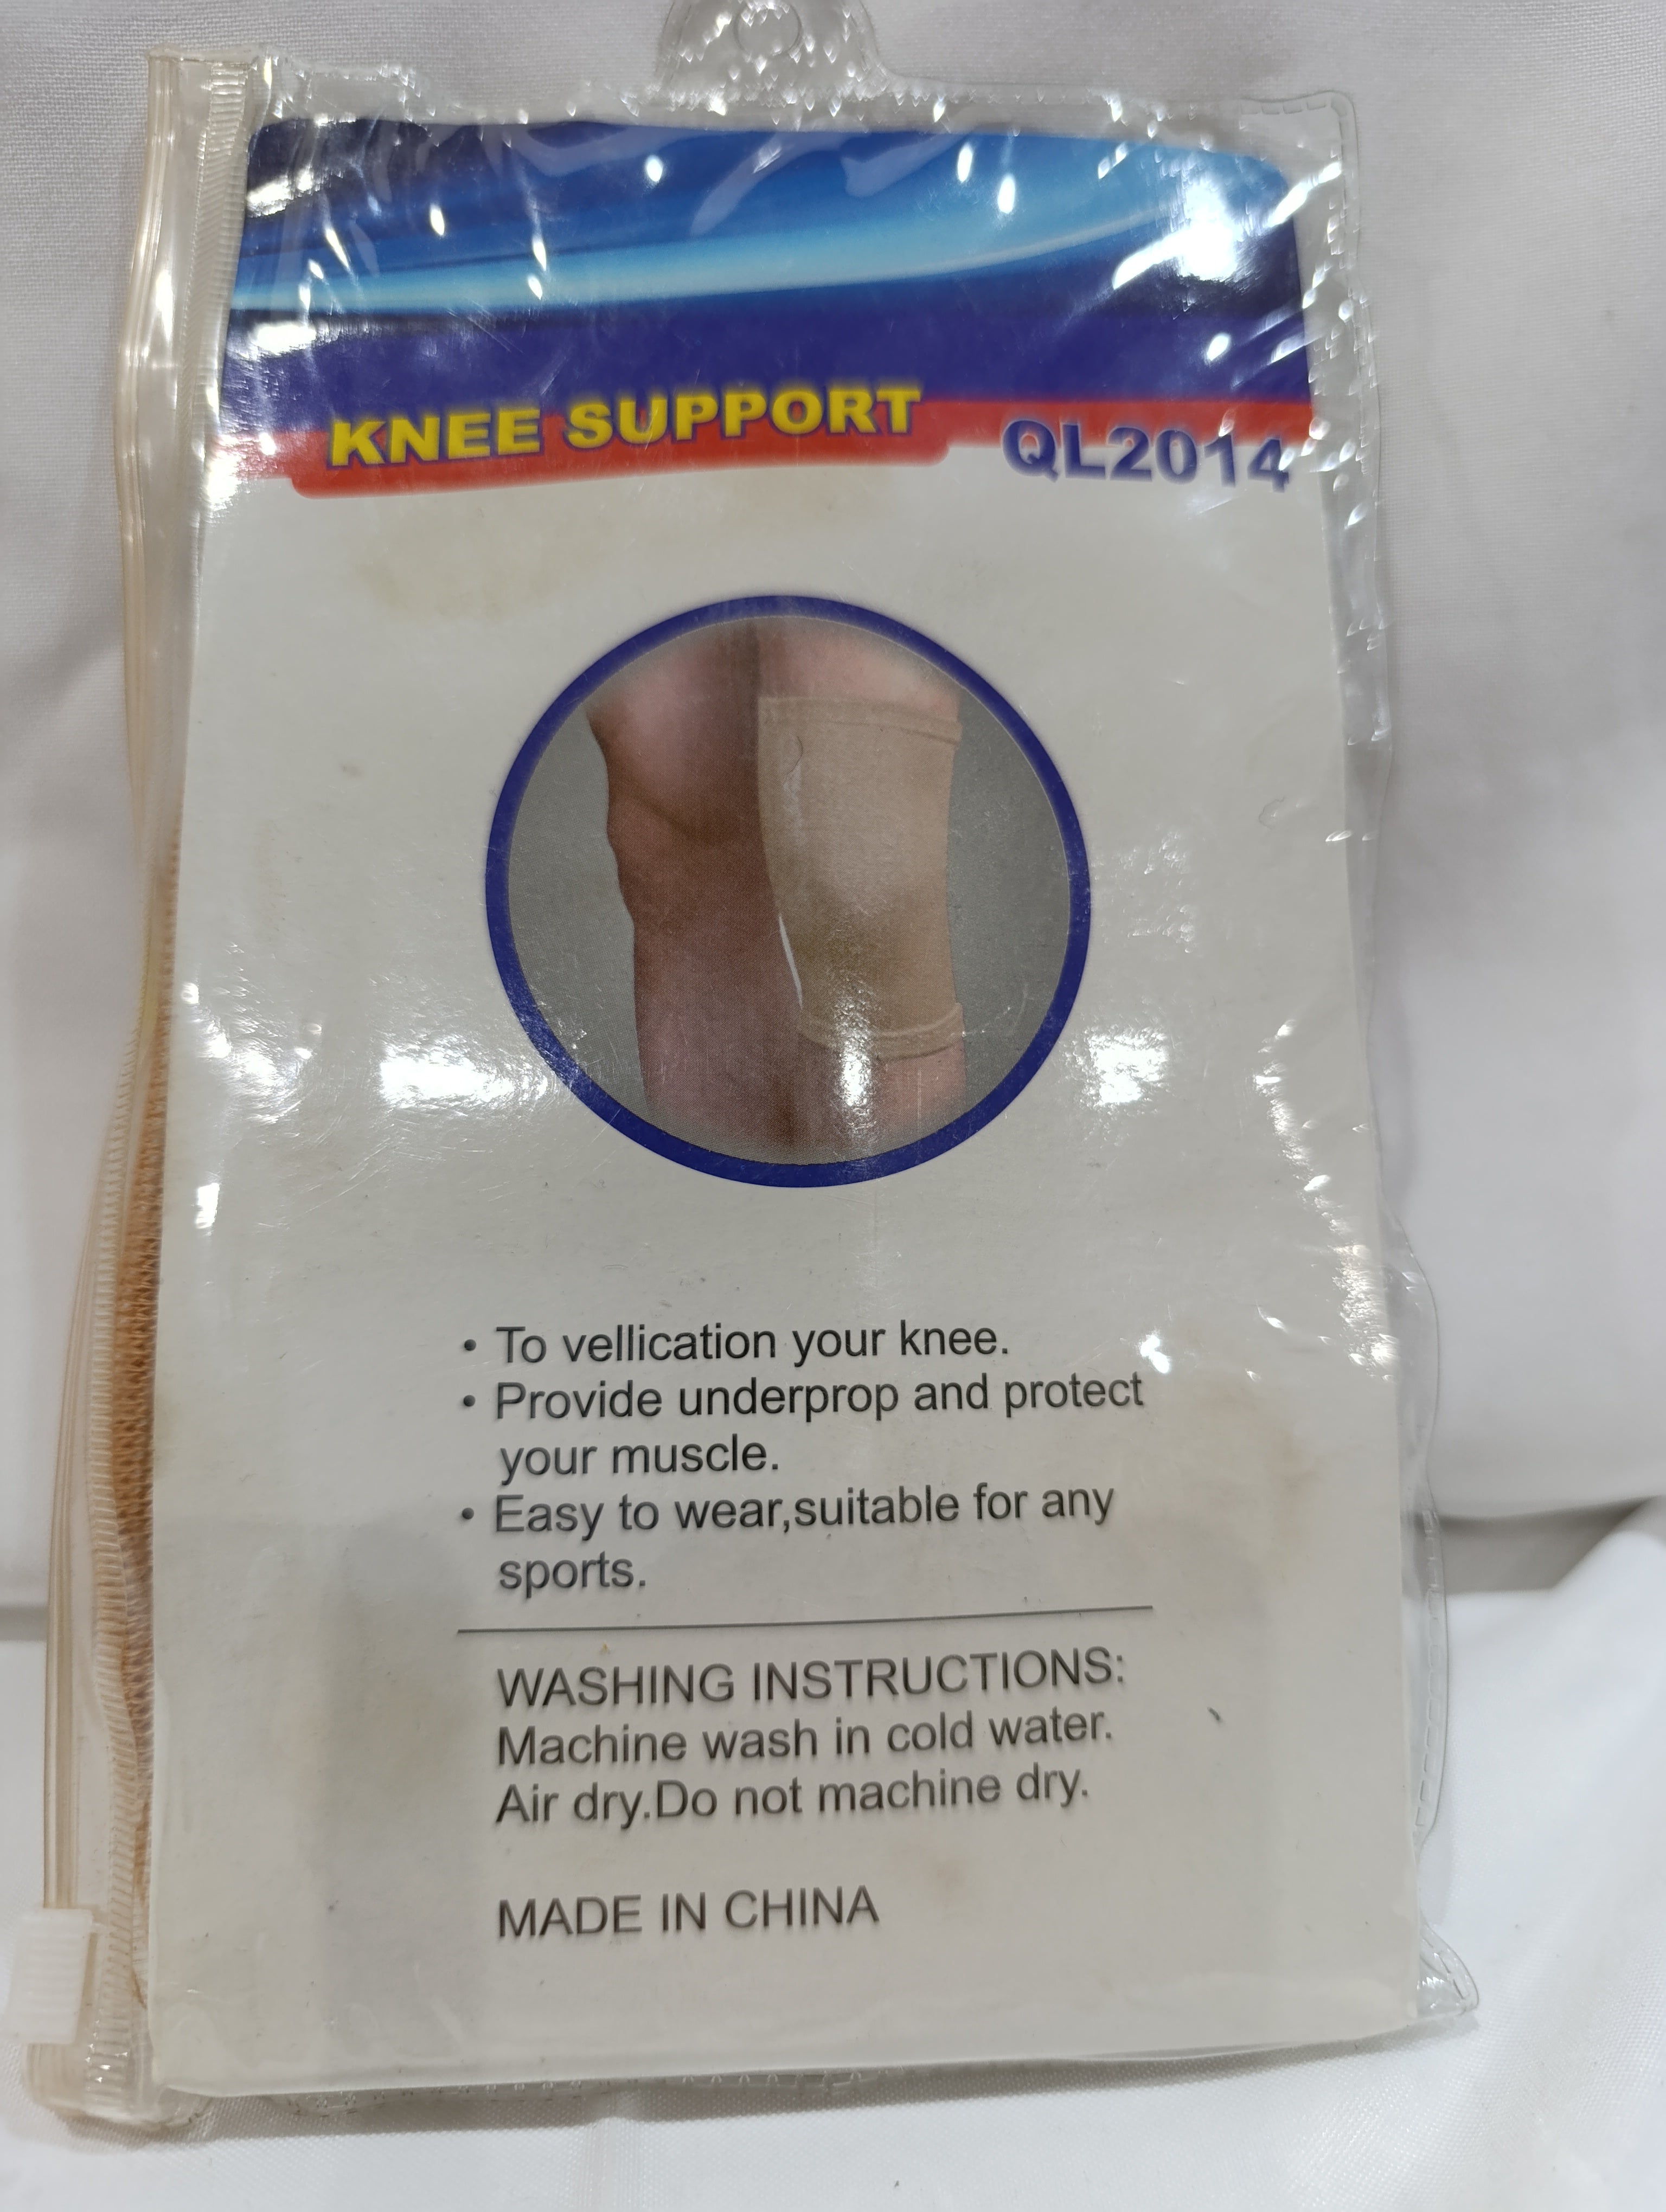 KNEE SUPPORT QL2014
• To vellication your knee.
• Provide underprop and protect
your muscle.
• Easy to wear,suitable for any
sports.
WASHING INSTRUCTIONS:
Machine wash in cold water.
Air dry.Do not machine dry.
MADE IN CHINA